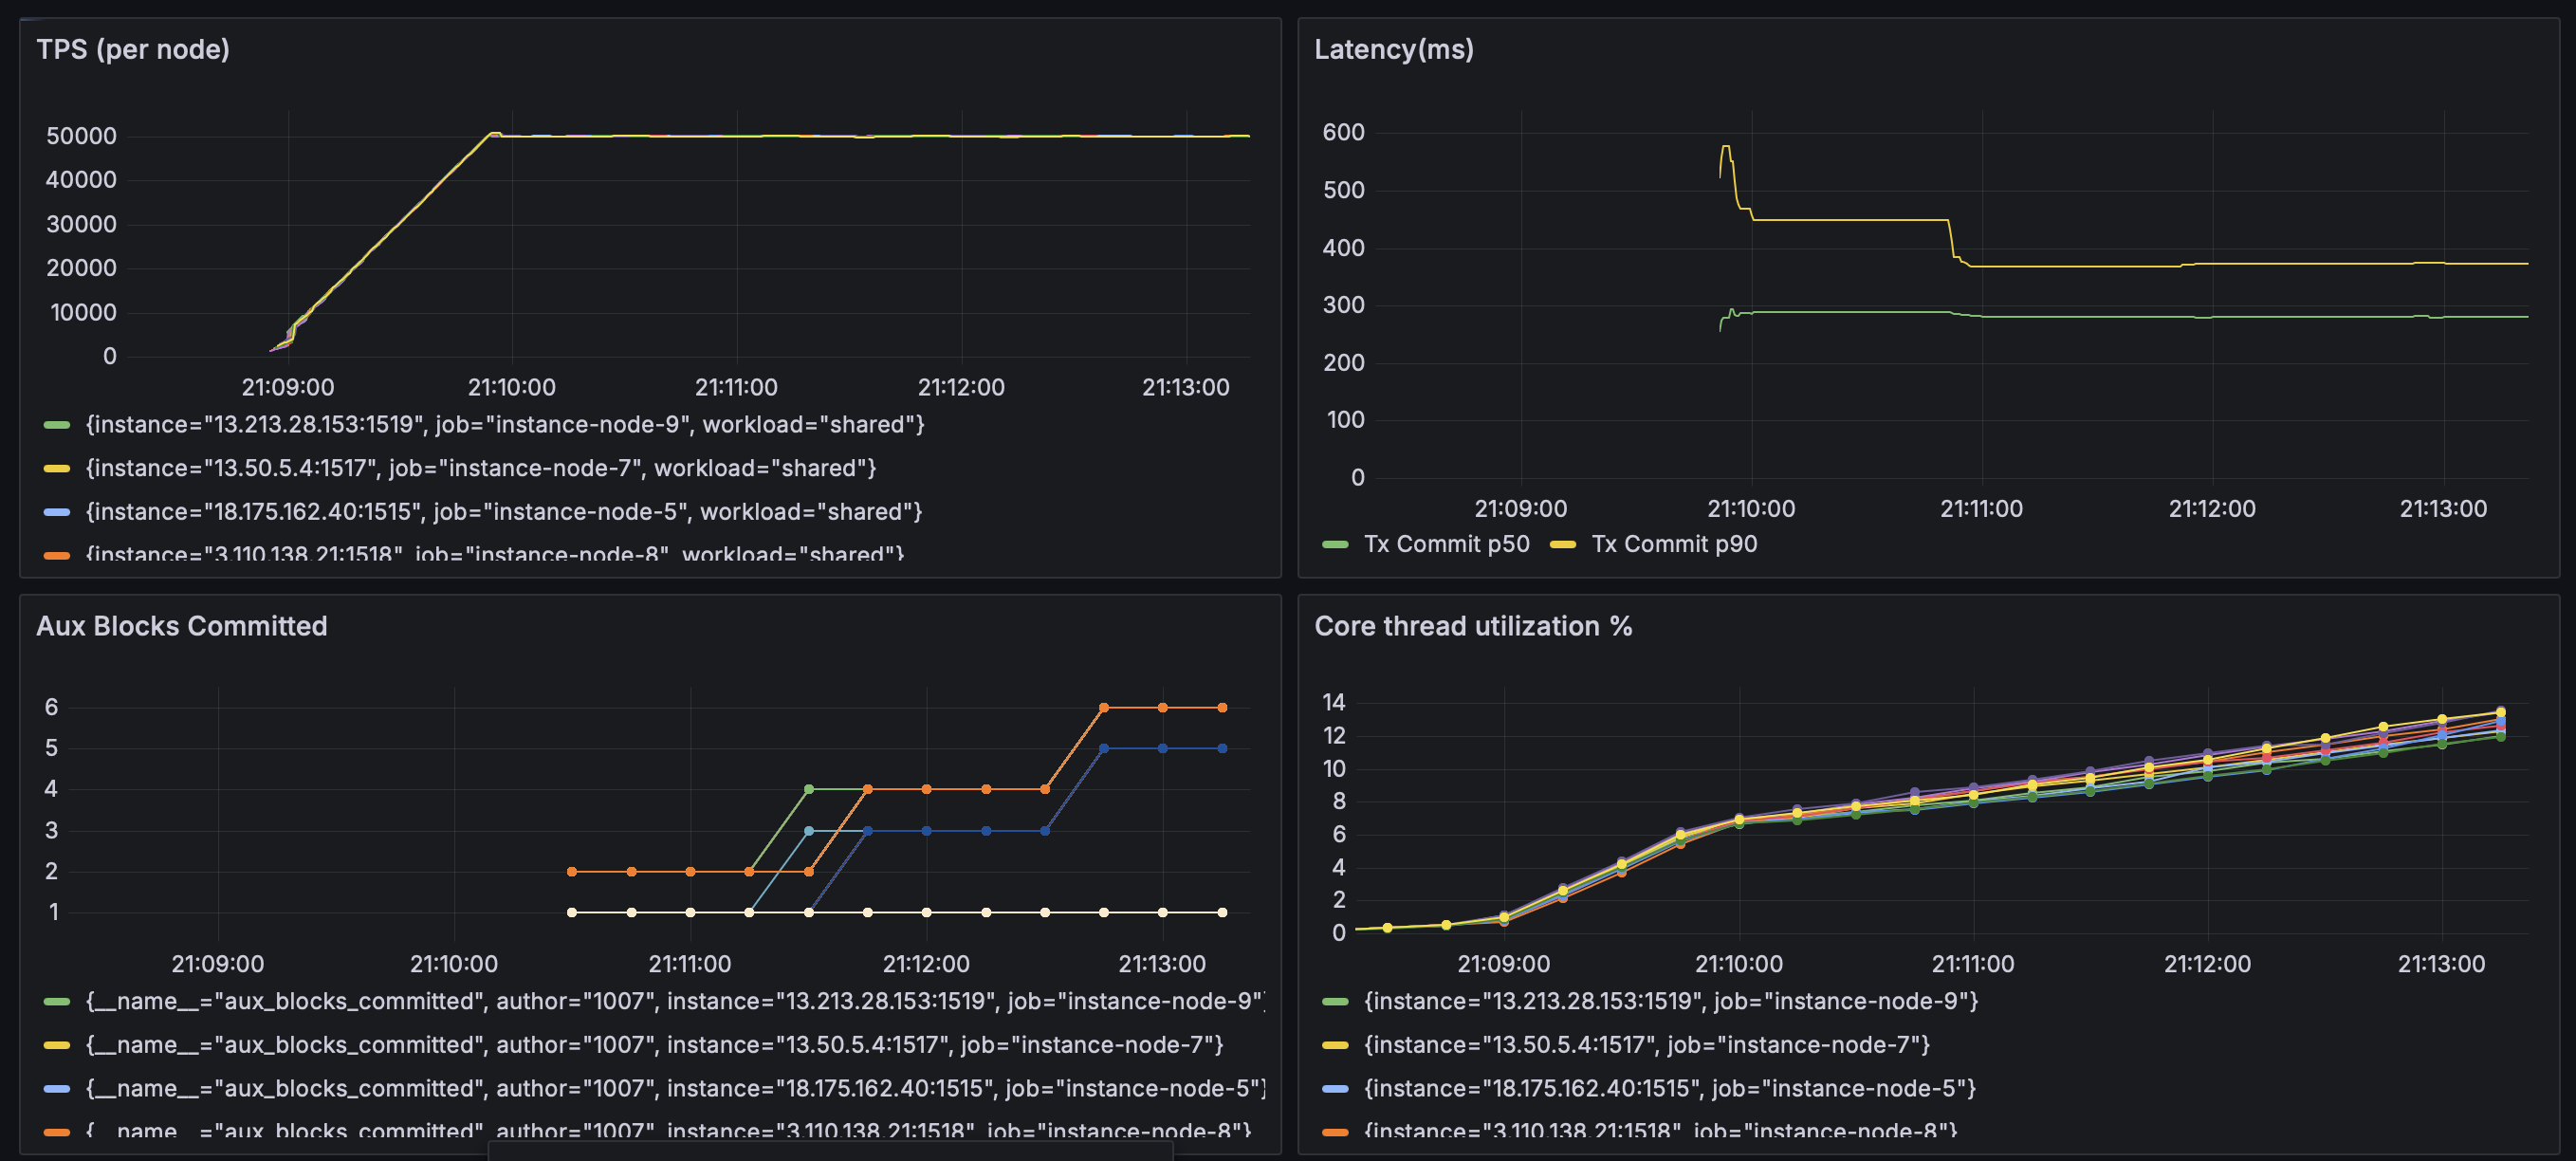 TPS (per node)
50000
40000
30000
20000
10000
0
21:09:00 21:10:00 21:11:00 21:12:00 21:13:00
{instance="13.213.28.153:1519", job="instance-node-9", workload="shared"}
{instance="13.50.5.4:1517", job="instance-node-7", workload="shared"}
{instance="18.175.162.40:1515", job="instance-node-5", workload="shared"}
{instance="3.110.138.21:1518", job="instance-node-8", workload="shared"}
Latency(ms)
600
500
400
300
200
100
0
21:09:00 21:10:00 21:11:00 21:12:00 21:13:00
Tx Commit p50 Tx Commit p90
Aux Blocks Committed
6
5
4
3
2
1
21:09:00 21:10:00 21:11:00 21:12:00 21:13:00
{__name__="aux_blocks_committed", author="1007", instance="13.213.28.153:1519", job="instance-node-9"}
{__name__="aux_blocks_committed", author="1007", instance="13.50.5.4:1517", job="instance-node-7"}
{__name__="aux_blocks_committed", author="1007", instance="18.175.162.40:1515", job="instance-node-5"}
{__name__="aux_blocks_committed", author="1007", instance="3.110.138.21:1518", job="instance-node-8"}
Core thread utilization %
14
12
10
8
6
4
2
0
21:09:00 21:10:00 21:11:00 21:12:00 21:13:00
{instance="13.213.28.153:1519", job="instance-node-9"}
{instance="13.50.5.4:1517", job="instance-node-7"}
{instance="18.175.162.40:1515", job="instance-node-5"}
{instance="3.110.138.21:1518", job="instance-node-8"}